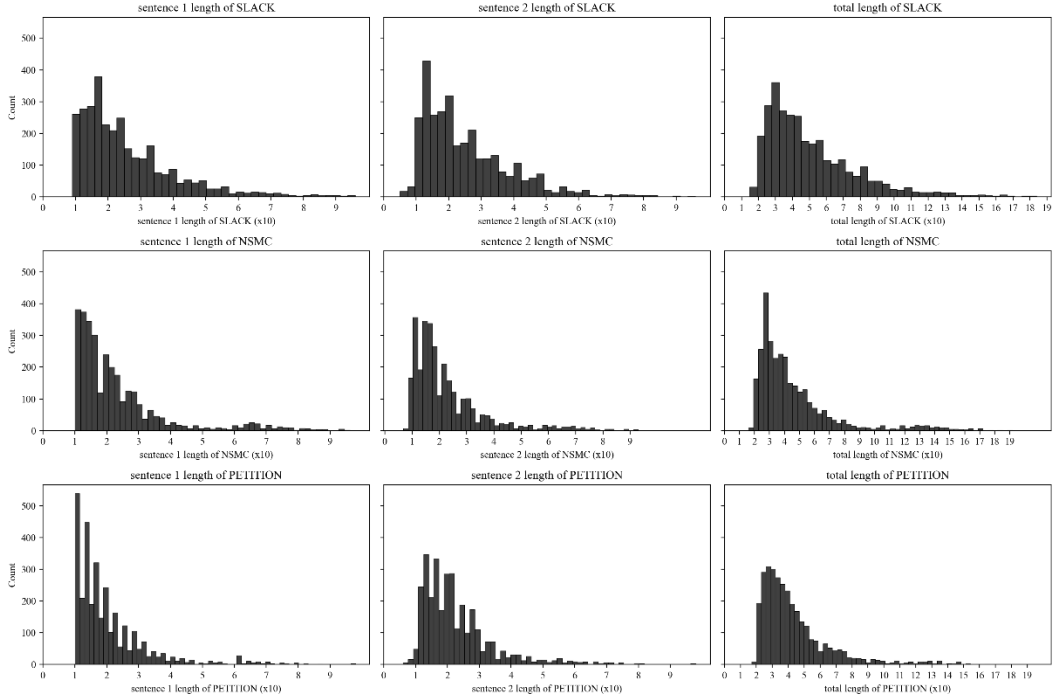 sentence 1 length of SLACK
Count
500
400
300
200
100
0
0 1 2 3 4 5 6 7 8 9
sentence 1 length of SLACK (x10)
sentence 2 length of SLACK
0 1 2 3 4 5 6 7 8 9
sentence 2 length of SLACK (x10)
total length of SLACK
0 1 2 3 4 5 6 7 8 9 10 11 12 13 14 15 16 17 18 19
total length of SLACK (x10)
sentence 1 length of NSMC
Count
500
400
300
200
100
0
0 1 2 3 4 5 6 7 8 9
sentence 1 length of NSMC (x10)
sentence 2 length of NSMC
0 1 2 3 4 5 6 7 8 9
sentence 2 length of NSMC (x10)
total length of NSMC
0 1 2 3 4 5 6 7 8 9 10 11 12 13 14 15 16 17 18 19
total length of NSMC (x10)
sentence 1 length of PETITION
Count
500
400
300
200
100
0
0 1 2 3 4 5 6 7 8 9
sentence 1 length of PETITION (x10)
sentence 2 length of PETITION
0 1 2 3 4 5 6 7 8 9
sentence 2 length of PETITION (x10)
total length of PETITION
0 1 2 3 4 5 6 7 8 9 10 11 12 13 14 15 16 17 18 19
total length of PETITION (x10)